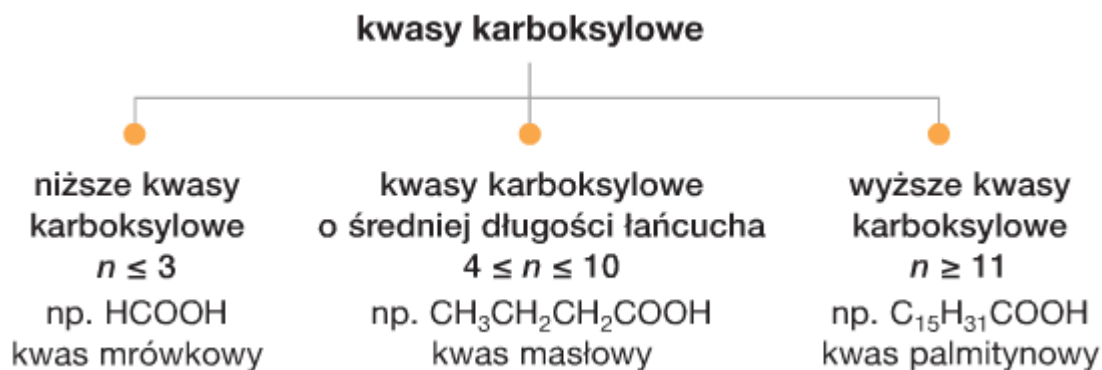 kwasy karboksylowe
niższe kwasy
karboksylowe
n ≤ 3
np. HCOOH
kwas mrówkowy
kwasy karboksylowe
o średniej długości łańcucha
4 ≤ n ≤ 10
np. CH₃CH₂CH₂COOH
kwas masłowy
wyższe kwasy
karboksylowe
n ≥ 11
np. C₁₅H₃₁COOH
kwas palmitynowy